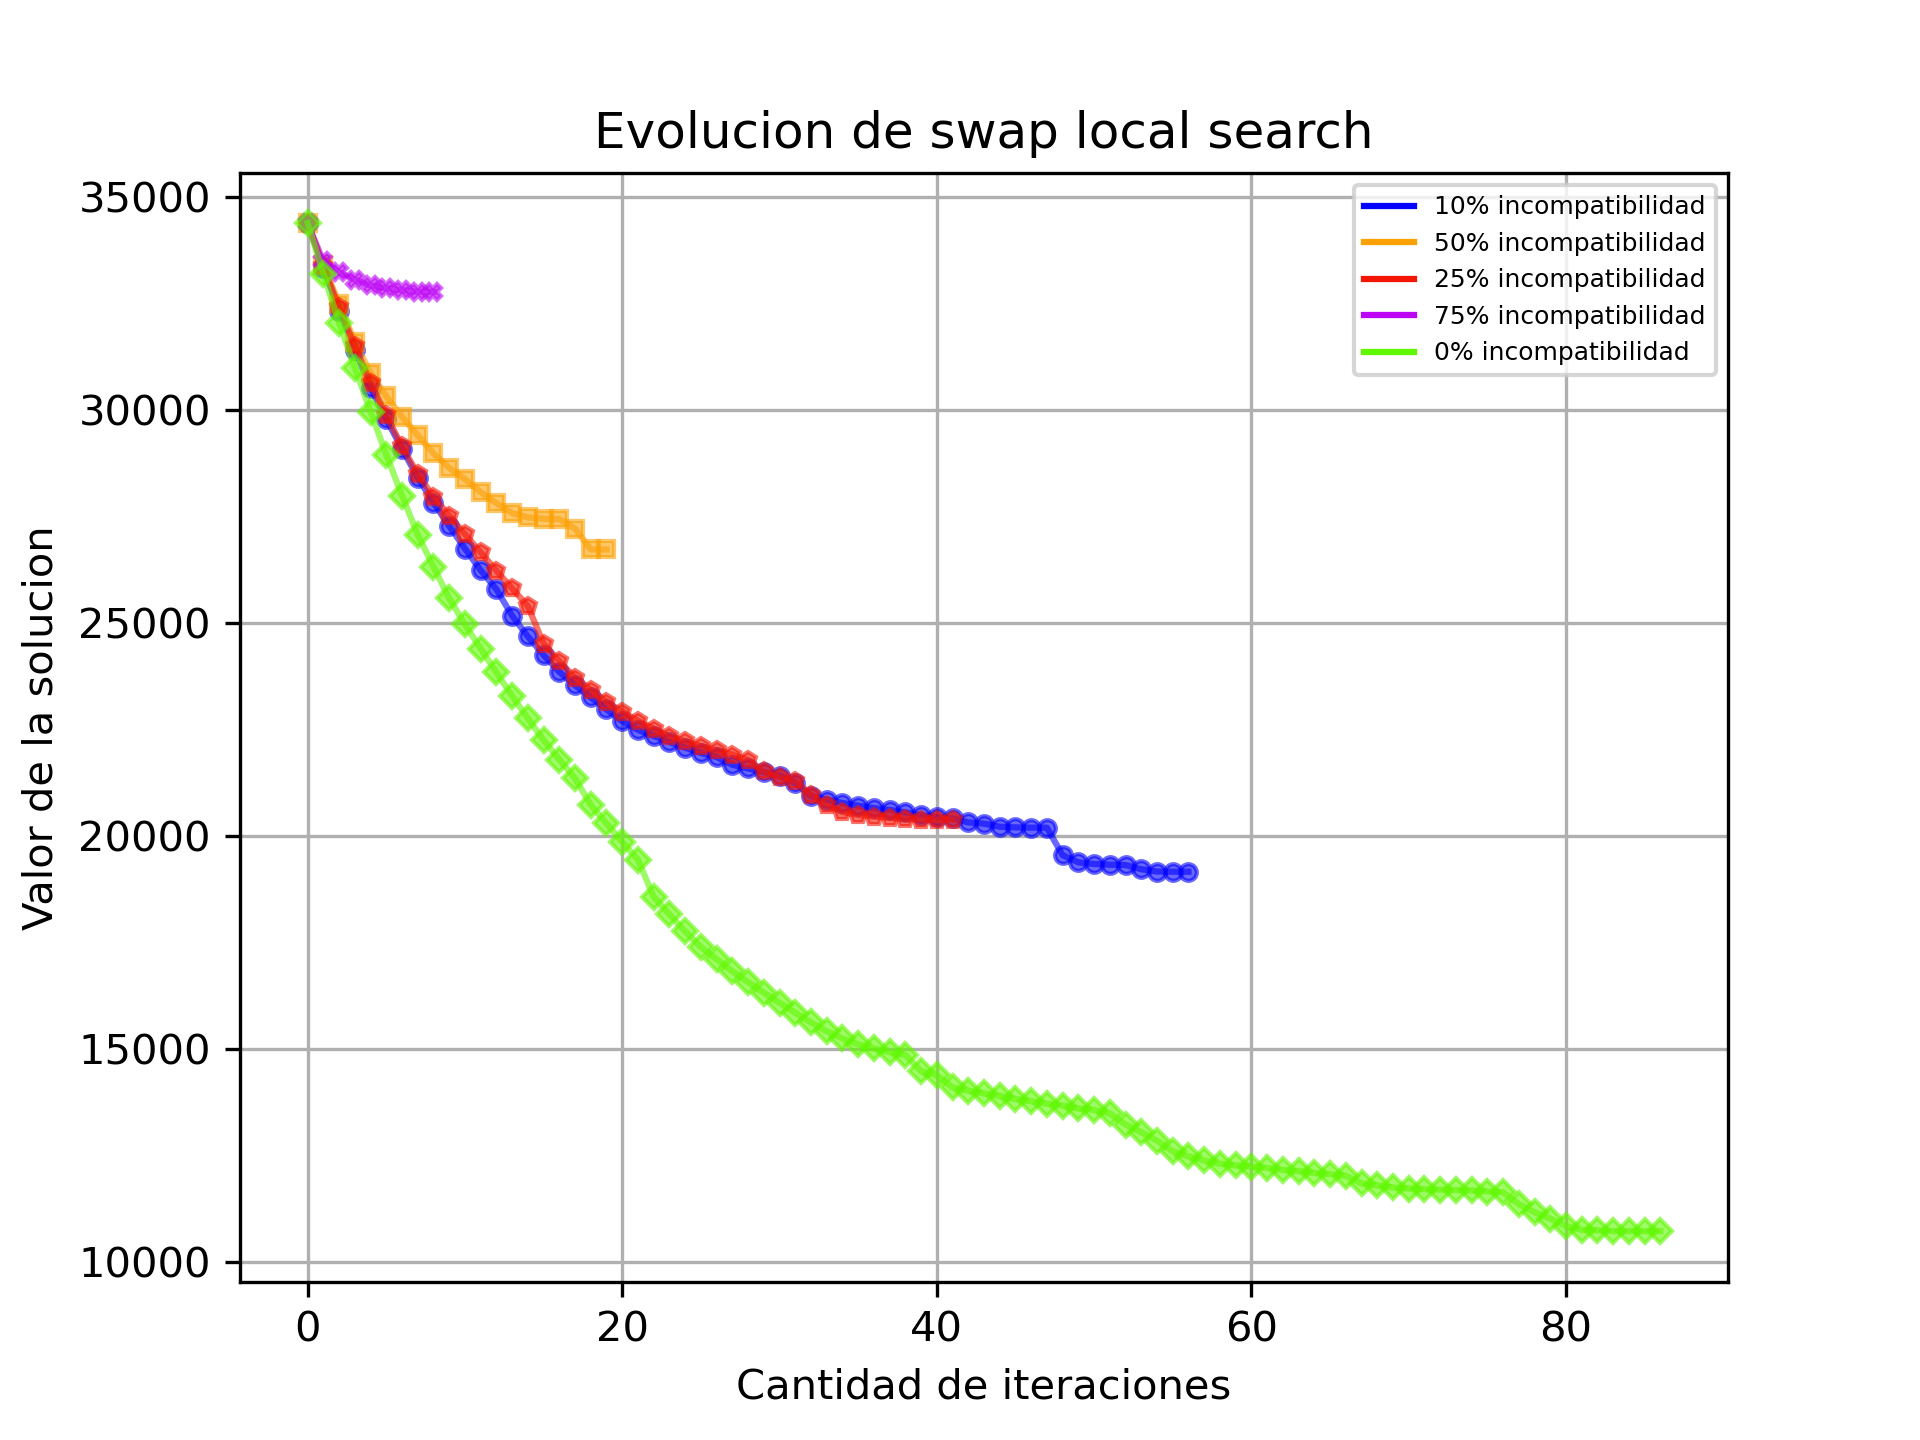 Evolucion de swap local search
35000
30000
25000
20000
15000
10000
Valor de la solucion
10% incompatibilidad
50% incompatibilidad
25% incompatibilidad
75% incompatibilidad
0% incompatibilidad
0 20 40 60 80
Cantidad de iteraciones